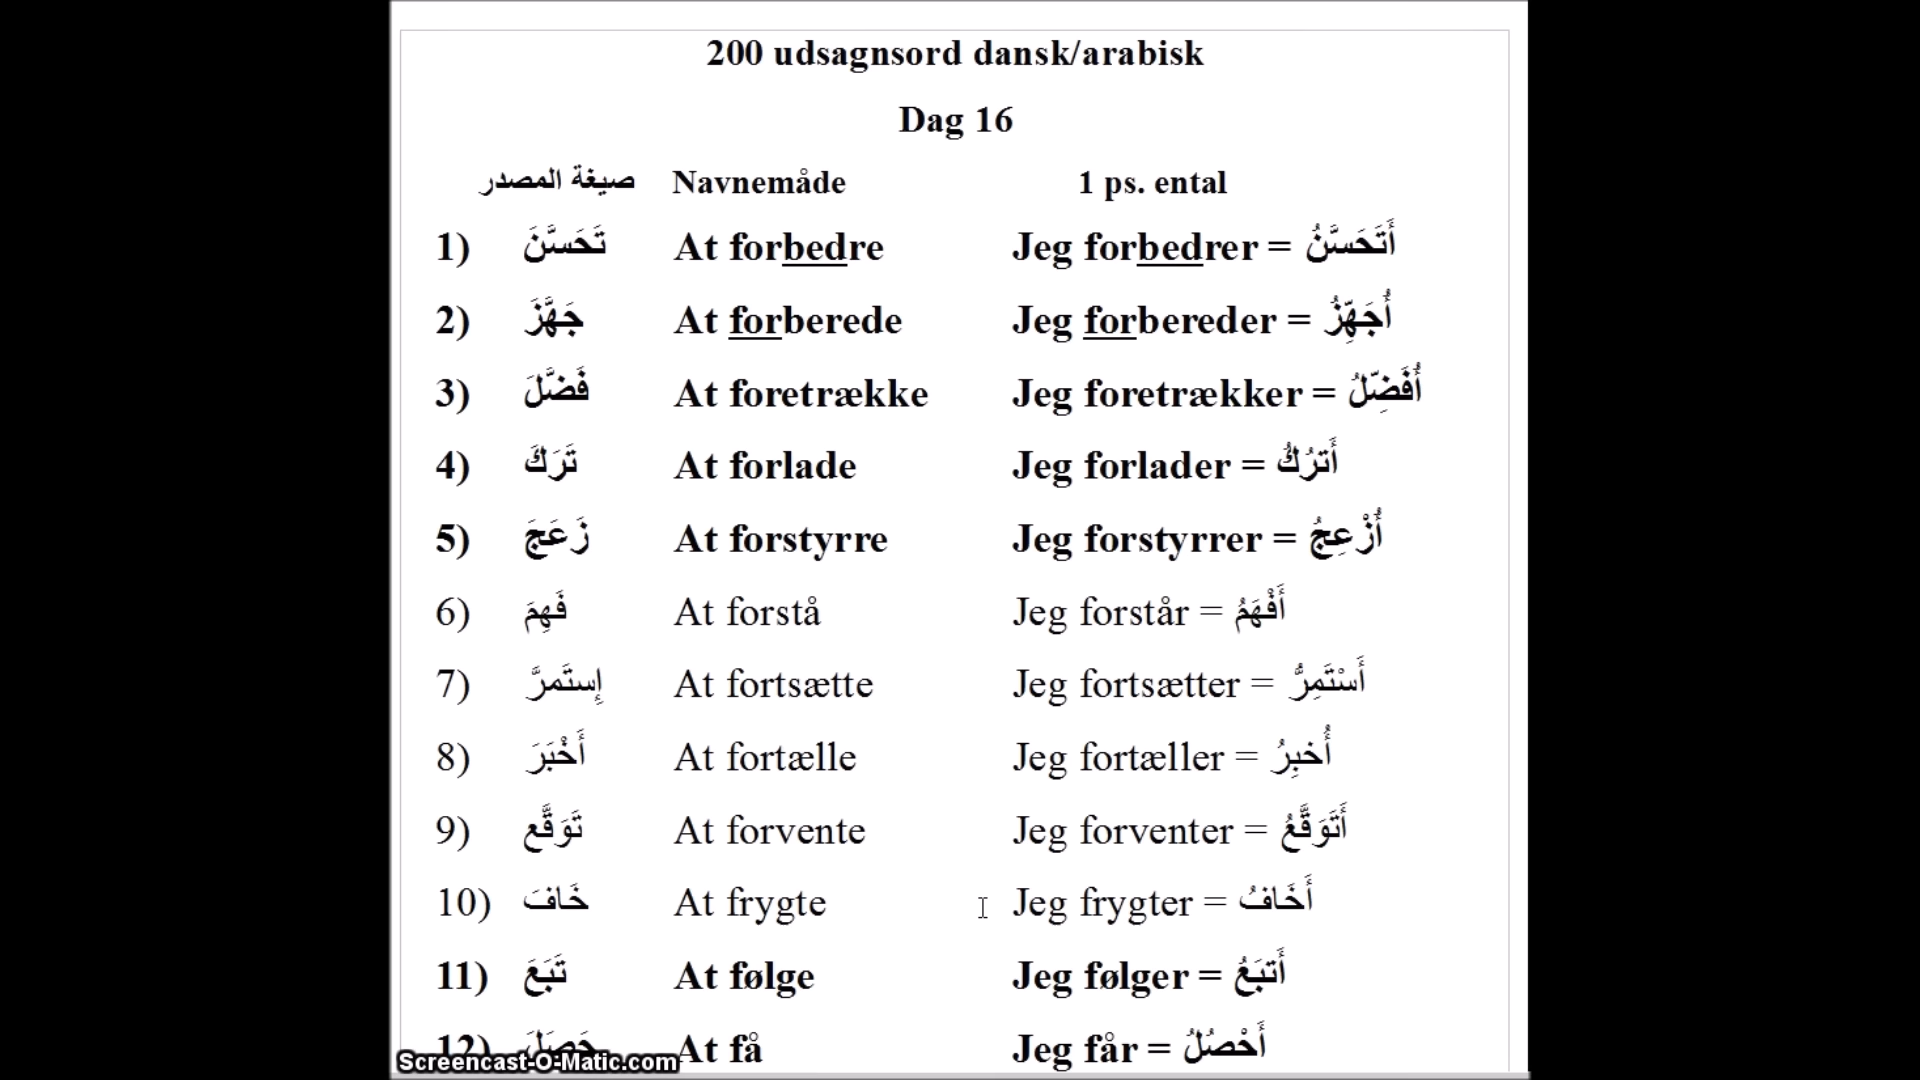 200 udsagnsord dansk/arabisk
Dag 16
صيغة المصدر Navnemåde 1 ps. ental
1) تَحَسَّنَ At forbedre Jeg forbedrer = أَتَحَسَّنُ
2) جَهَّزَ At forberede Jeg forbereder = أُجَهِّزُ
3) فَضَّلَ At foretrække Jeg foretrækker = أُفَضِّلُ
4) تَرَكَ At forlade Jeg forlader = أَترُكُ
5) زَعَجَ At forstyrre Jeg forstyrrer = أُزْعِجُ
6) فَهِمَ At forstå Jeg forstår = أَفْهَمُ
7) إِستَمرَّ At fortsætte Jeg fortsætter = أَسْتَمِرُّ
8) أَخْبَرَ At fortælle Jeg fortæller = أُخبِرُ
9) تَوَقَّع At forvente Jeg forventer = أَتَوَقَّعُ
10) خَافَ At frygte Jeg frygter = أَخَافُ
11) تَبَعَ At følge Jeg følger = أَتبَعُ
12) حَصَلَ At få Jeg får = أَحْصُلُ
Screencast-O-Matic.com